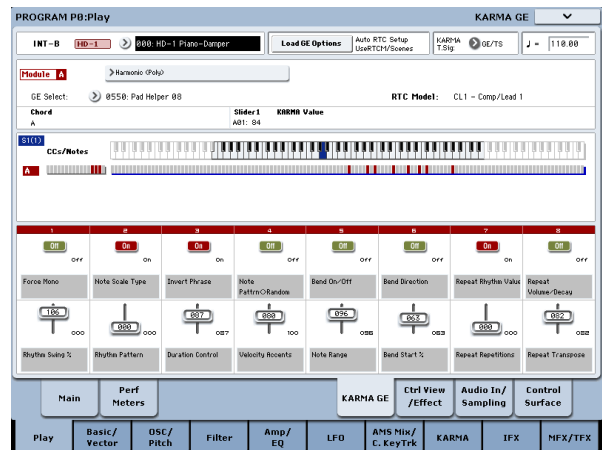 PROGRAM P0:Play KARMA GE
INT-B HD-1 000: HD-1 Piano-Damper Load GE Options Auto RTC Setup UseRTCM/Scenes KARMA T.Sig: GE/TS ♩= 110.00
Module A Harmonic (Poly)
GE Select: 0550: Pad Helper 08 RTC Model: CL1 - Comp/Lead 1
Chord Slider1 KARMA Value
A A01: 84
S1(1)
CCs/Notes
A
1 2 3 4 5 6 7 8
Off On On Off Off Off On Off
Off On On Off Off Off On Off
Force Mono Note Scale Type Invert Phrase Note Pattrn<>Random Bend On/Off Bend Direction Repeat Rhythm Value Repeat Volume/Decay
106 000 087 080 096 063 000 082
000 000 087 100 096 063 000 082
Rhythm Swing % Rhythm Pattern Duration Control Velocity Accents Note Range Bend Start % Repeat Repetitions Repeat Transpose
Main Perf Meters KARMA GE Ctrl View /Effect Audio In/ Sampling Control Surface
Play Basic/ Vector OSC/ Pitch Filter Amp/ EQ LFO AMS Mix/ C. KeyTrk KARMA IFX MFX/TFX